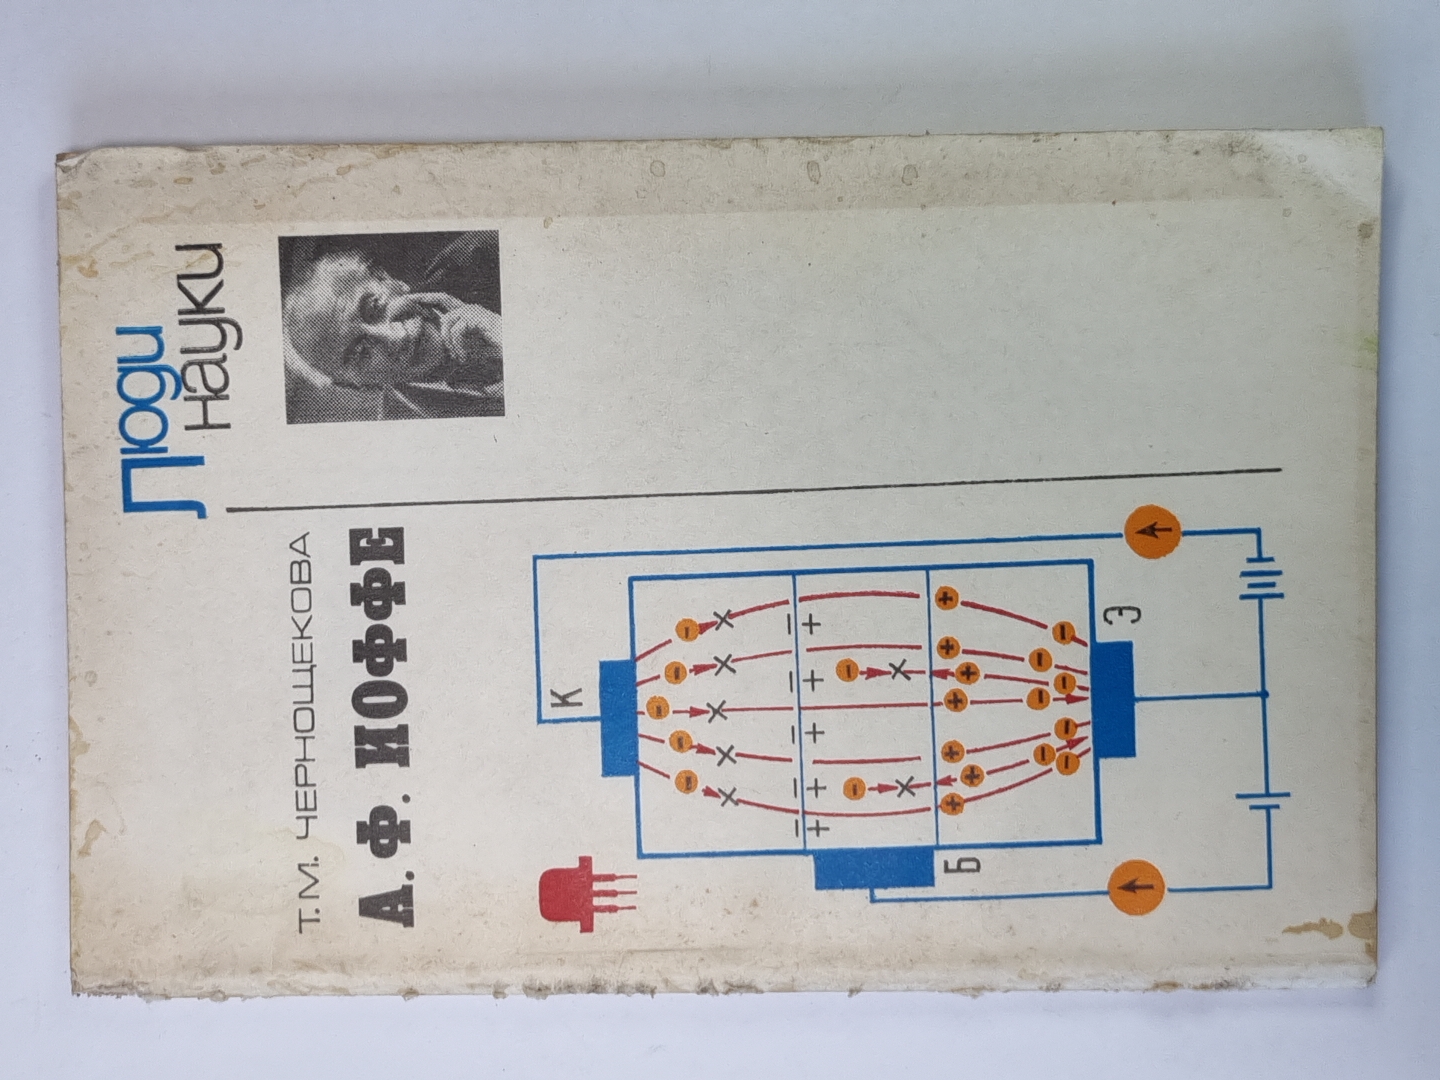 Люди
науки
Т.М. ЧЕРНОЩЕКОВА
А.Ф. ИОФФЕ
К
Э
Б